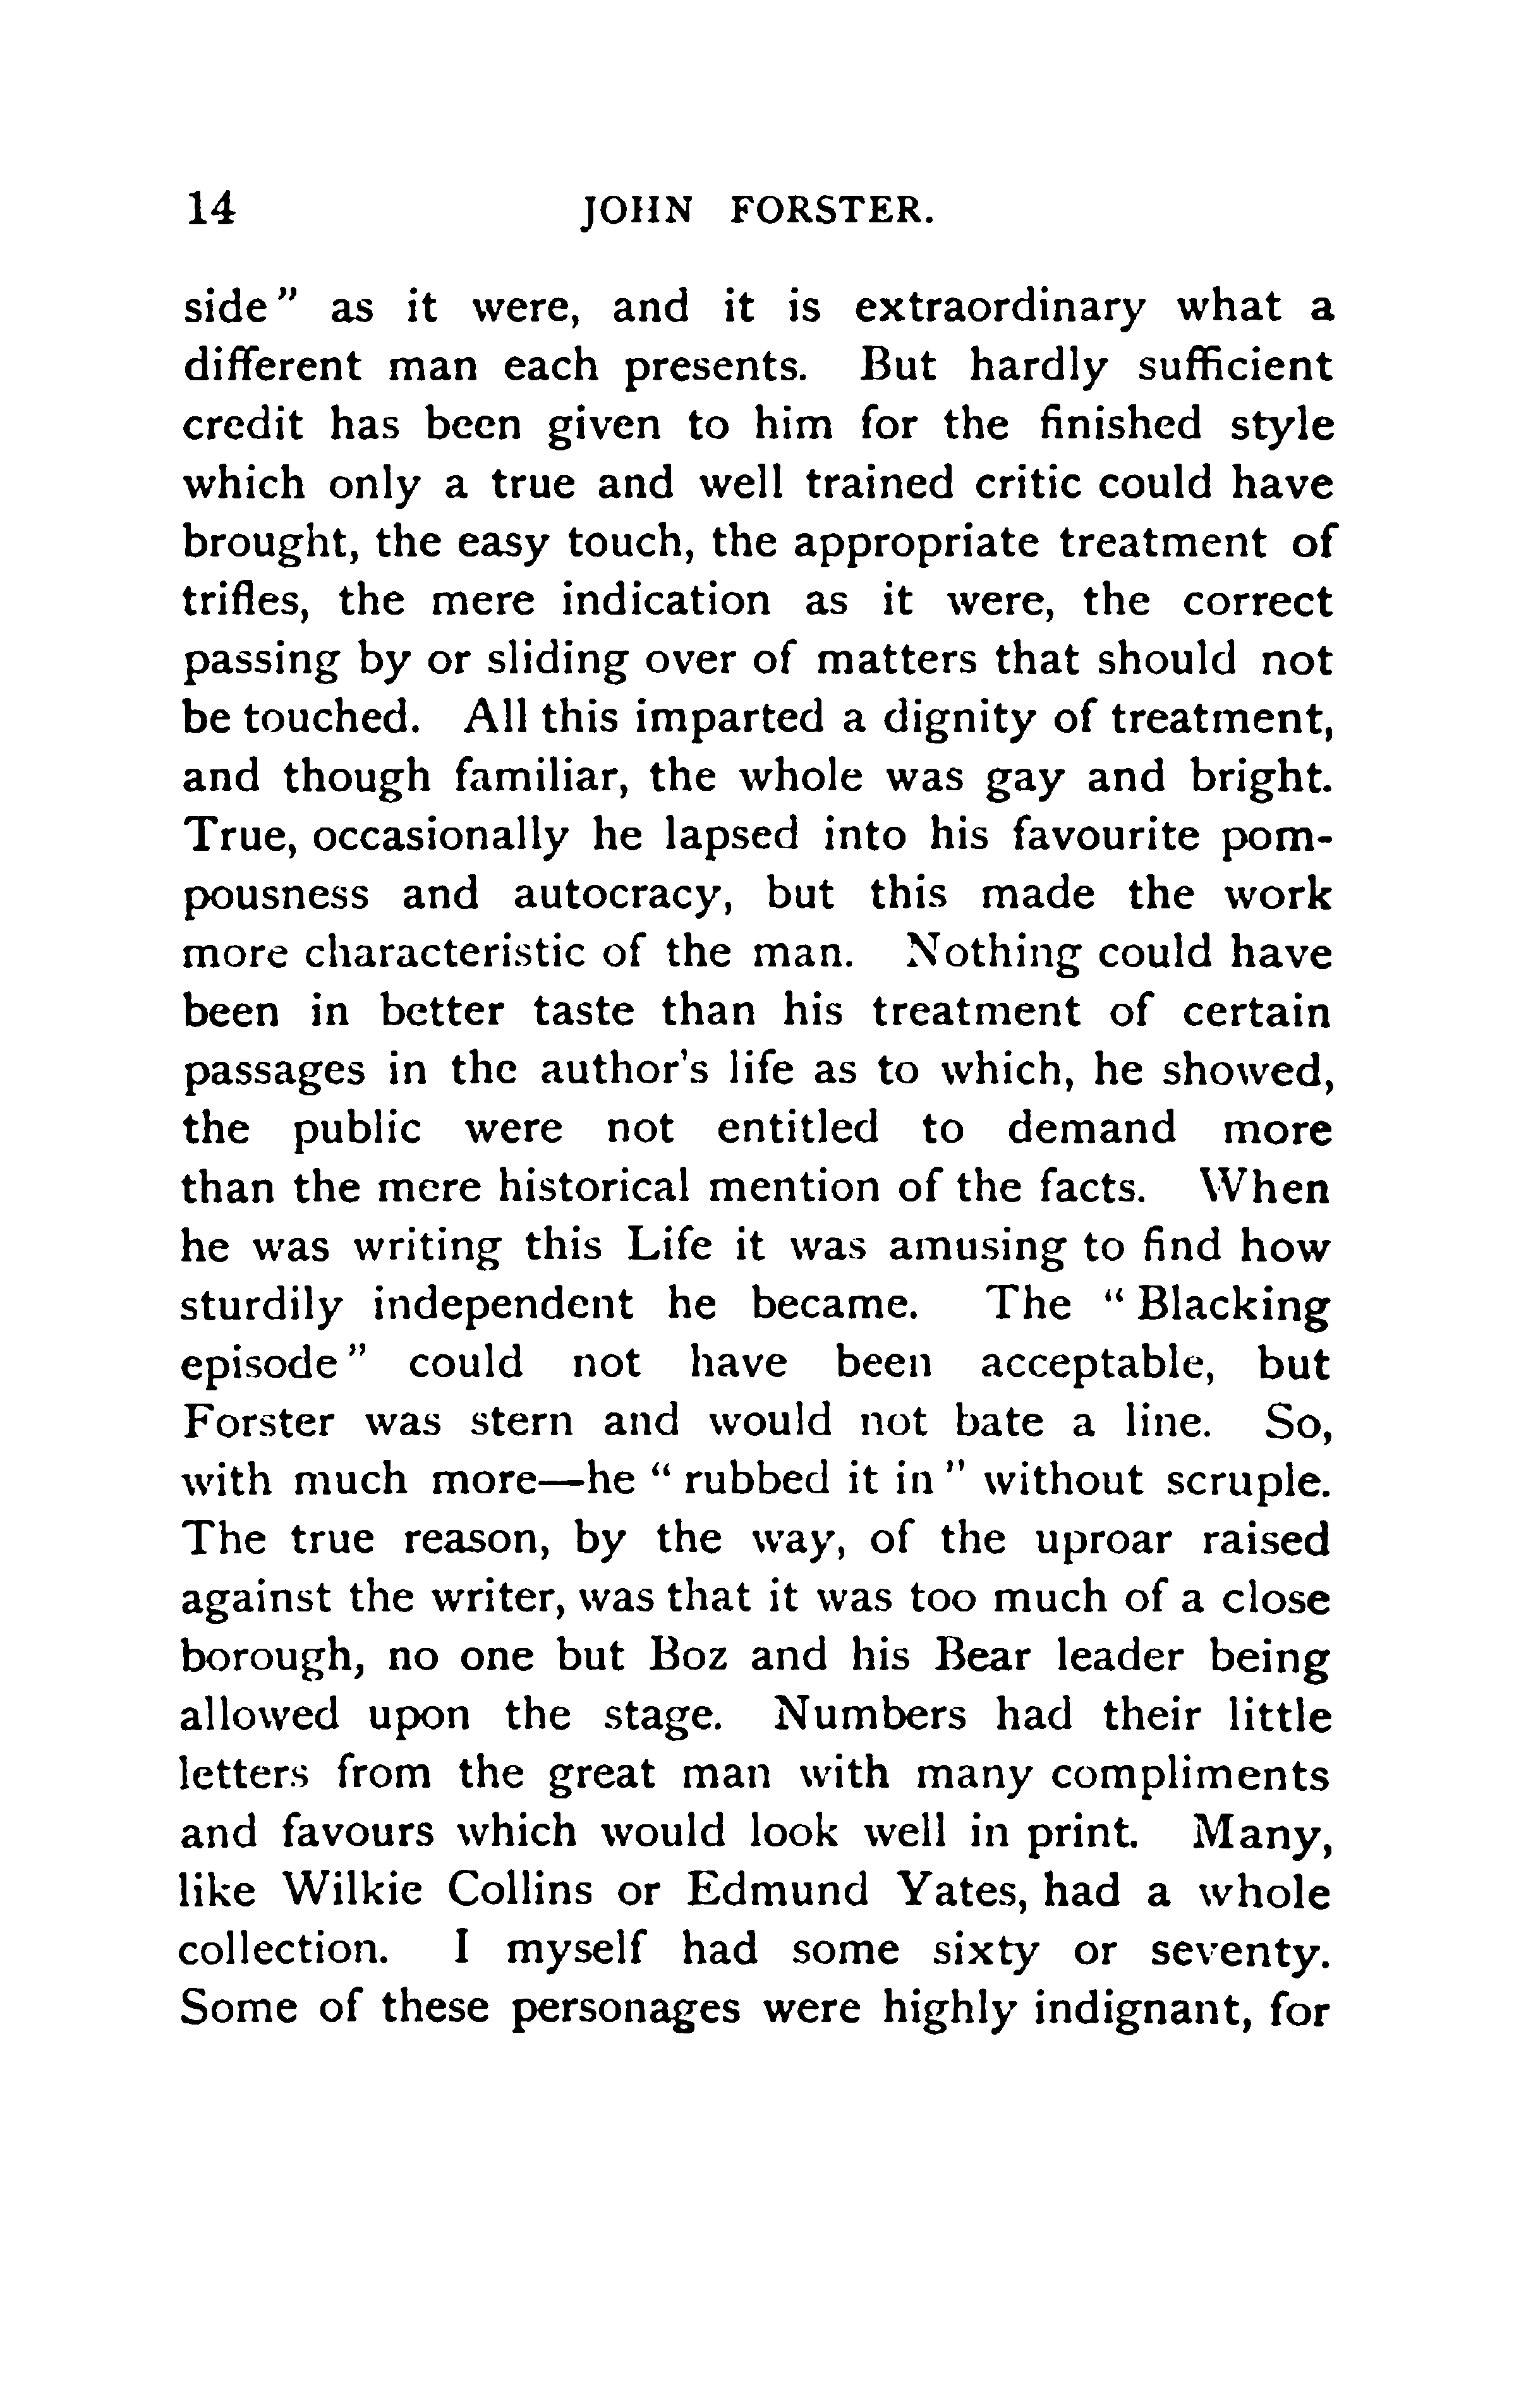 14 JOHN FORSTER.
side" as it were, and it is extraordinary what a
different man each presents. But hardly sufficient
credit has been given to him for the finished style
which only a true and well trained critic could have
brought, the easy touch, the appropriate treatment of
trifles, the mere indication as it were, the correct
passing by or sliding over of matters that should not
be touched. All this imparted a dignity of treatment,
and though familiar, the whole was gay and bright.
True, occasionally he lapsed into his favourite pom-
pousness and autocracy, but this made the work
more characteristic of the man. Nothing could have
been in better taste than his treatment of certain
passages in the author's life as to which, he showed,
the public were not entitled to demand more
than the mere historical mention of the facts. When
he was writing this Life it was amusing to find how
sturdily independent he became. The "Blacking
episode" could not have been acceptable, but
Forster was stern and would not bate a line. So,
with much more—he "rubbed it in" without scruple.
The true reason, by the way, of the uproar raised
against the writer, was that it was too much of a close
borough, no one but Boz and his Bear leader being
allowed upon the stage. Numbers had their little
letters from the great man with many compliments
and favours which would look well in print. Many,
like Wilkie Collins or Edmund Yates, had a whole
collection. I myself had some sixty or seventy.
Some of these personages were highly indignant, for